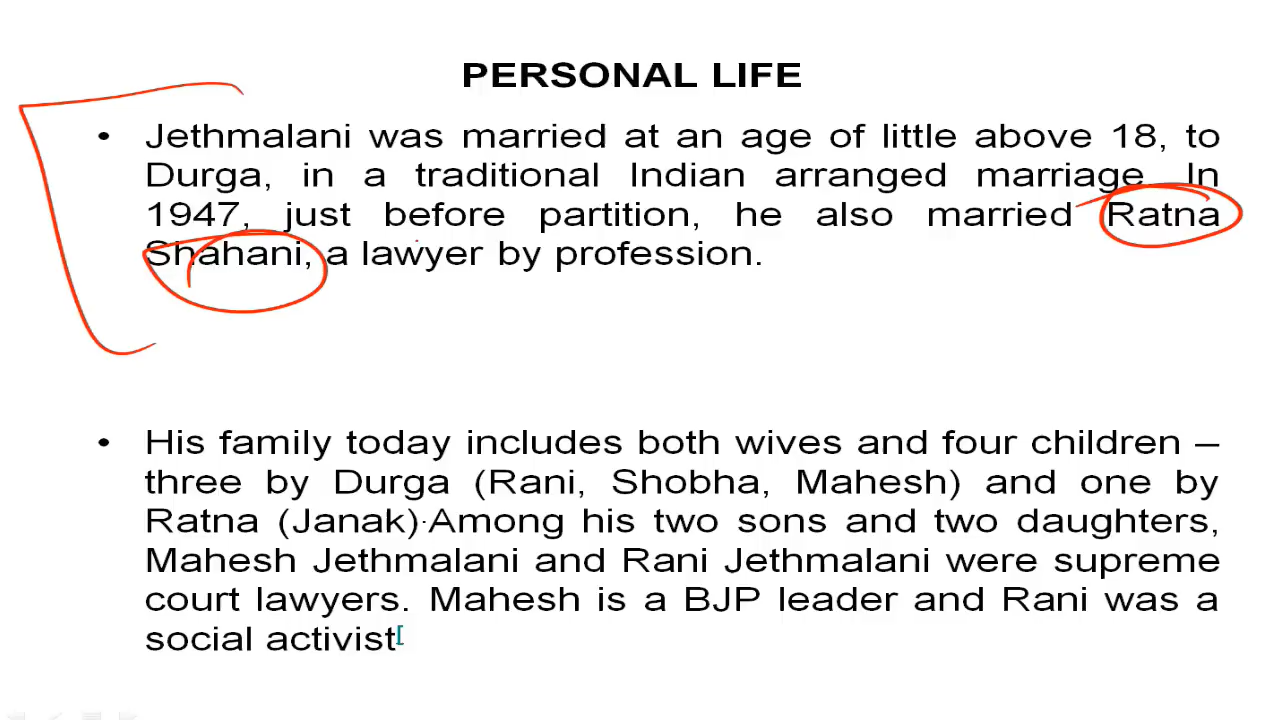 PERSONAL LIFE
• Jethmalani was married at an age of little above 18, to
Durga, in a traditional Indian arranged marriage. In
1947, just before partition, he also married Ratna
Shahani, a lawyer by profession.
• His family today includes both wives and four children –
three by Durga (Rani, Shobha, Mahesh) and one by
Ratna (Janak)·Among his two sons and two daughters,
Mahesh Jethmalani and Rani Jethmalani were supreme
court lawyers. Mahesh is a BJP leader and Rani was a
social activist[